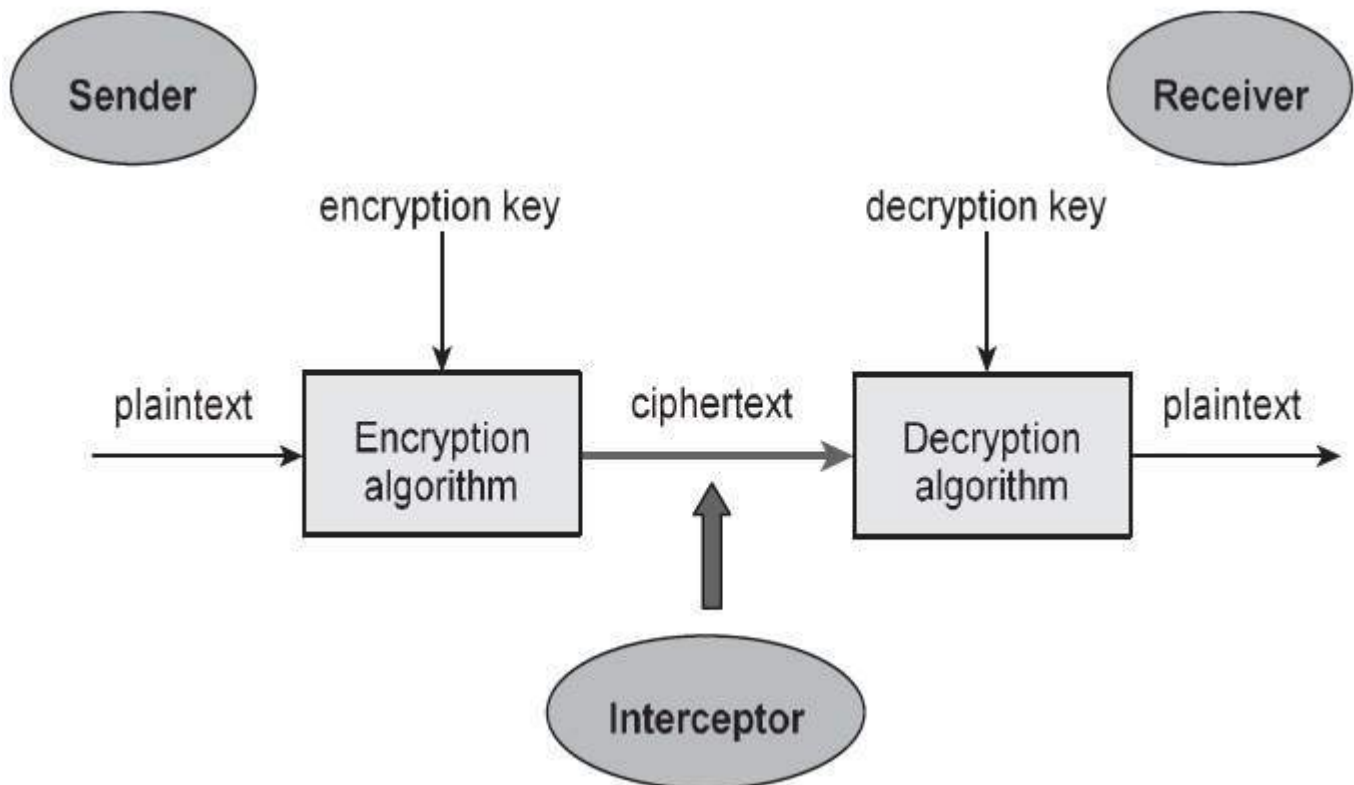 Sender
Receiver
encryption key
decryption key
plaintext
ciphertext
plaintext
Encryption
algorithm
Decryption
algorithm
Interceptor